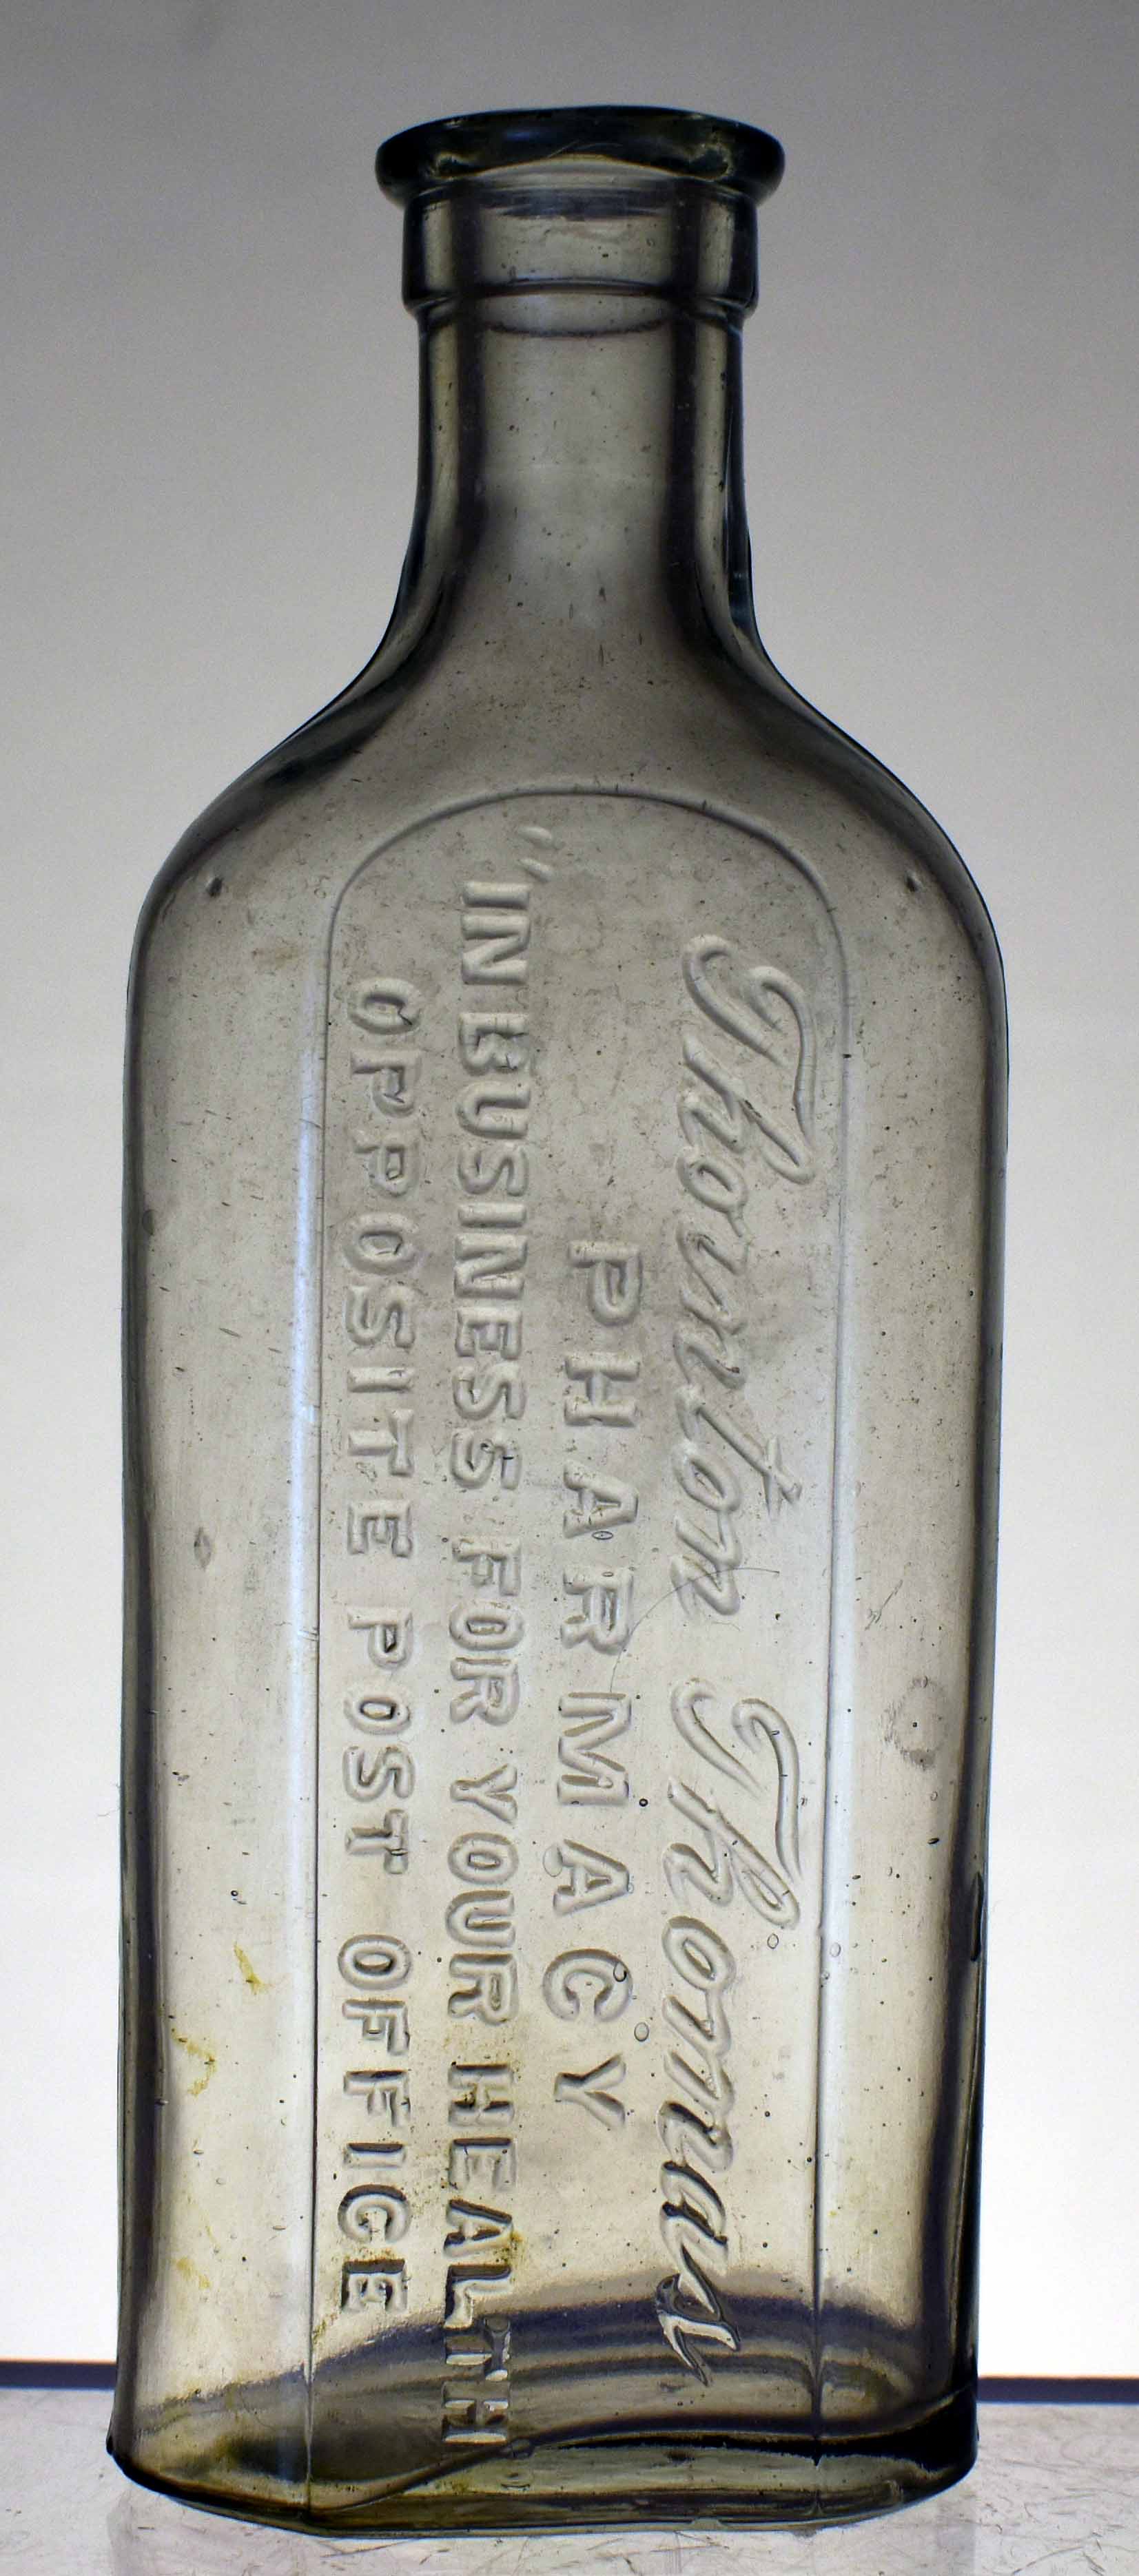 Thornton Thomas
PHARMACY
"IN BUSINESS FOR YOUR HEALTH"
OPPOSITE POST OFFICE